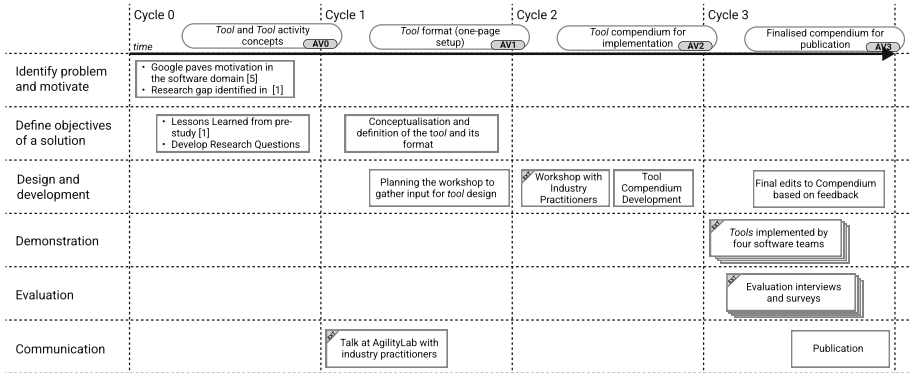 Cycle 0
Cycle 1
Cycle 2
Cycle 3
Tool and Tool activity
concepts
AV0
Tool format (one-page
setup)
AV1
Tool compendium for
implementation
AV2
Finalised compendium for
publication
AV3
time
Identify problem
and motivate
• Google paves motivation in
the software domain [5]
• Research gap identified in [1]
Define objectives
of a solution
• Lessons Learned from pre-
study [1]
• Develop Research Questions
Conceptualisation and
definition of the tool and its
format
Design and
development
Planning the workshop to
gather input for tool design
EXT
Workshop with
Industry
Practitioners
Tool
Compendium
Development
Final edits to Compendium
based on feedback
Demonstration
EXT
Tools implemented by
four software teams
Evaluation
EXT
Evaluation interviews
and surveys
Communication
EXT
Talk at AgilityLab with
industry practitioners
Publication